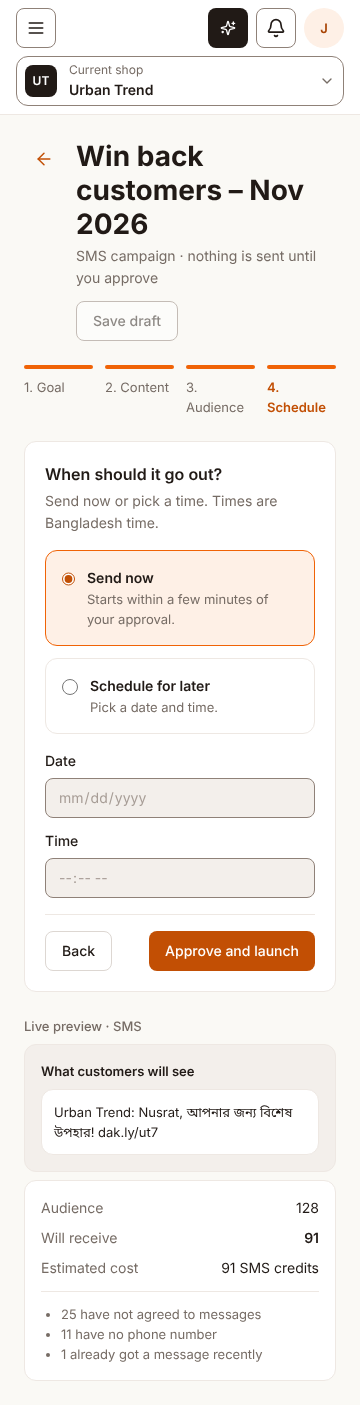 J
UT
Current shop
Urban Trend
Win back
customers – Nov
2026
SMS campaign · nothing is sent until
you approve
Save draft
1. Goal
2. Content
3.
Audience
4.
Schedule
When should it go out?
Send now or pick a time. Times are
Bangladesh time.
Send now
Starts within a few minutes of
your approval.
Schedule for later
Pick a date and time.
Date
mm/dd/yyyy
Time
--:-- --
Back
Approve and launch
Live preview · SMS
What customers will see
Urban Trend: Nusrat, আপনার জন্য বিশেষ
উপহার! dak.ly/ut7
Audience 128
Will receive 91
Estimated cost 91 SMS credits
• 25 have not agreed to messages
• 11 have no phone number
• 1 already got a message recently